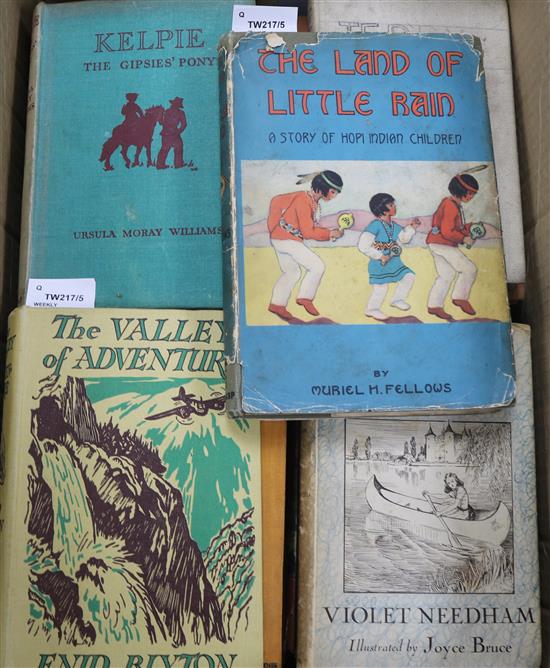 KELPIE
THE GIPSIES' PONY
URSULA MORAY WILLIAMS
Q
TW217/5
THE LAND OF
LITTLE RAIN
A STORY OF HOPI INDIAN CHILDREN
BY
MURIEL H. FELLOWS
Q
TW217/5
WEEKLY
The VALLEY
of ADVENTURE
ENID BLYTON
VIOLET NEEDHAM
Illustrated by Joyce Bruce